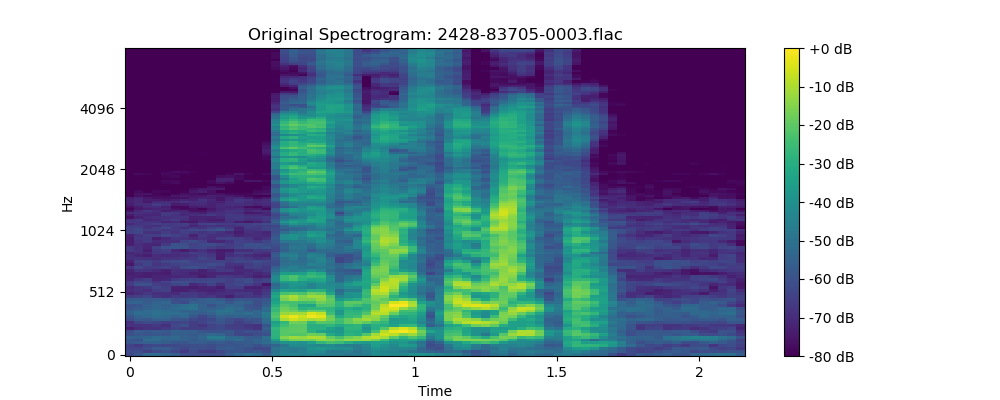 Original Spectrogram: 2428-83705-0003.flac
Hz
4096
2048
1024
512
0
0
0.5
1
1.5
2
Time
+0 dB
-10 dB
-20 dB
-30 dB
-40 dB
-50 dB
-60 dB
-70 dB
-80 dB